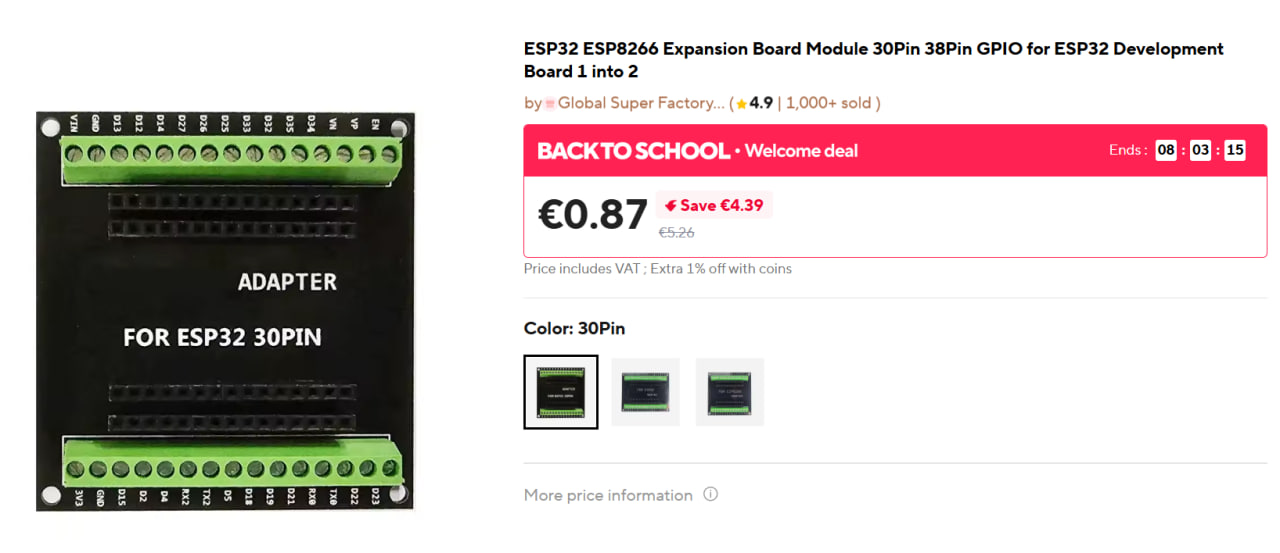 ESP32 ESP8266 Expansion Board Module 30Pin 38Pin GPIO for ESP32 Development
Board 1 into 2
by Global Super Factory... ( 4.9 | 1,000+ sold )
BACK TO SCHOOL • Welcome deal
Ends : 08 : 03 : 15
€0.87
Save €4.39
€5.26
Price includes VAT ; Extra 1% off with coins
Color: 30Pin
More price information
VIN GND D13 D12 D14 D27 D26 D25 D33 D32 D35 D34 VN VP EN
ADAPTER
FOR ESP32 30PIN
3V3 GND D15 D2 D4 RX2 TX2 D5 D18 D19 D21 RX0 TX0 D22 D23